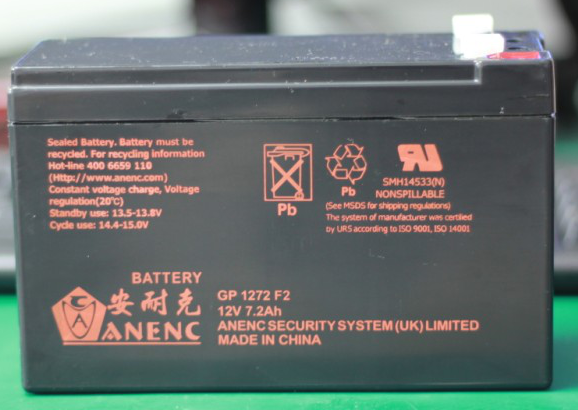 Sealed Battery. Battery must be
recycled. For recycling information
Hot-line 400 6659 110
(Http://www.anenc.com)
Constant voltage charge, Voltage
regulation(20°C)
Standby use: 13.5-13.8V
Cycle use: 14.4-15.0V
Pb
Pb
SMH14533(N)
NONSPILLABLE
(See MSDS for shipping regulations)
The system of manufacturer was certified
by URS according to ISO 9001, ISO 14001
BATTERY
安耐克
ANENC
GP 1272 F2
12V 7.2Ah
ANENC SECURITY SYSTEM (UK) LIMITED
MADE IN CHINA